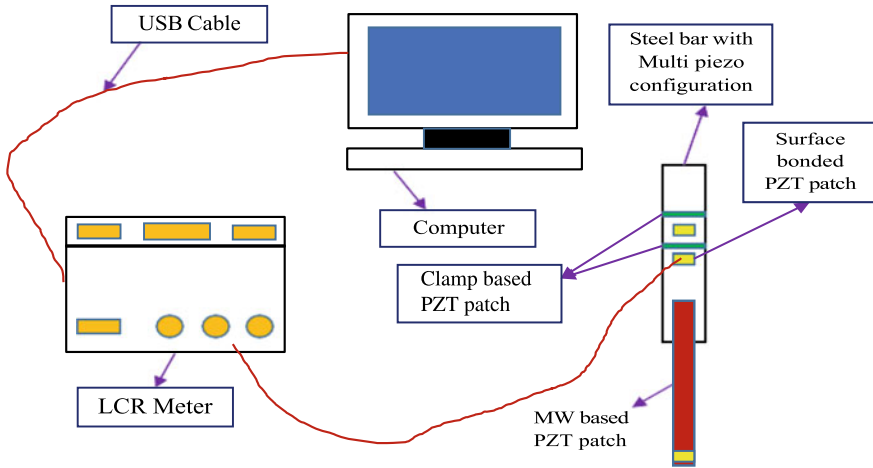 USB Cable
Steel bar with
Multi piezo
configuration
Surface
bonded
PZT patch
Computer
Clamp based
PZT patch
LCR Meter
MW based
PZT patch